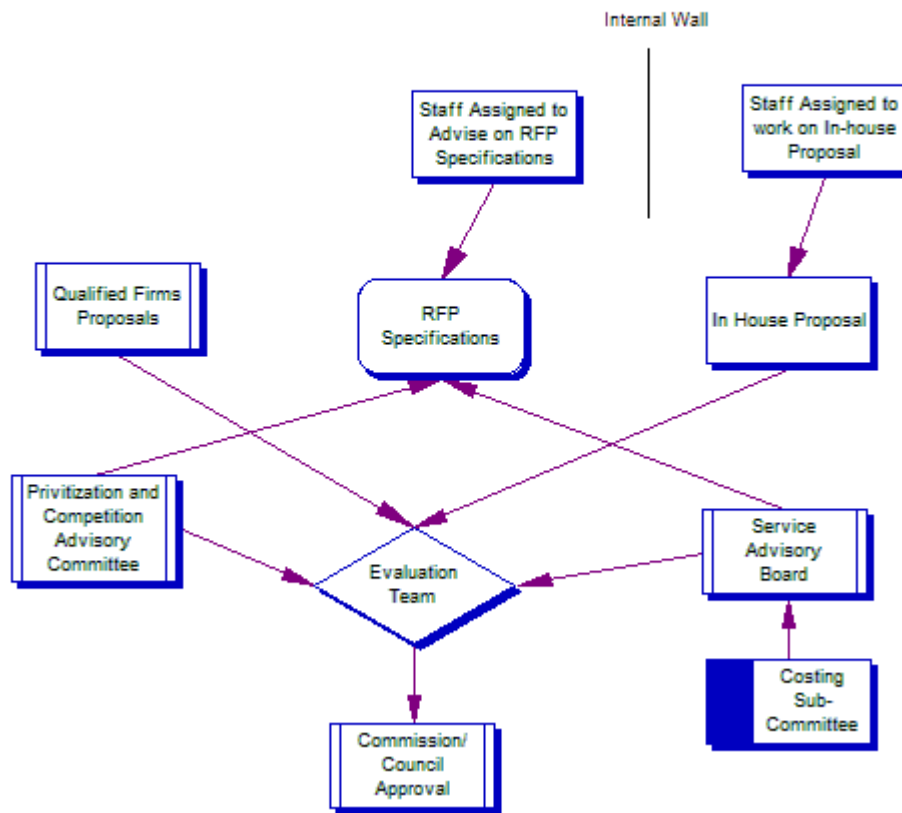 Internal Wall
Staff Assigned to
Advise on RFP
Specifications
Staff Assigned to
work on In-house
Proposal
Qualified Firms
Proposals
RFP
Specifications
In House Proposal
Privitization and
Competition
Advisory
Committee
Evaluation
Team
Service
Advisory
Board
Costing
Sub-
Committee
Commission/
Council
Approval